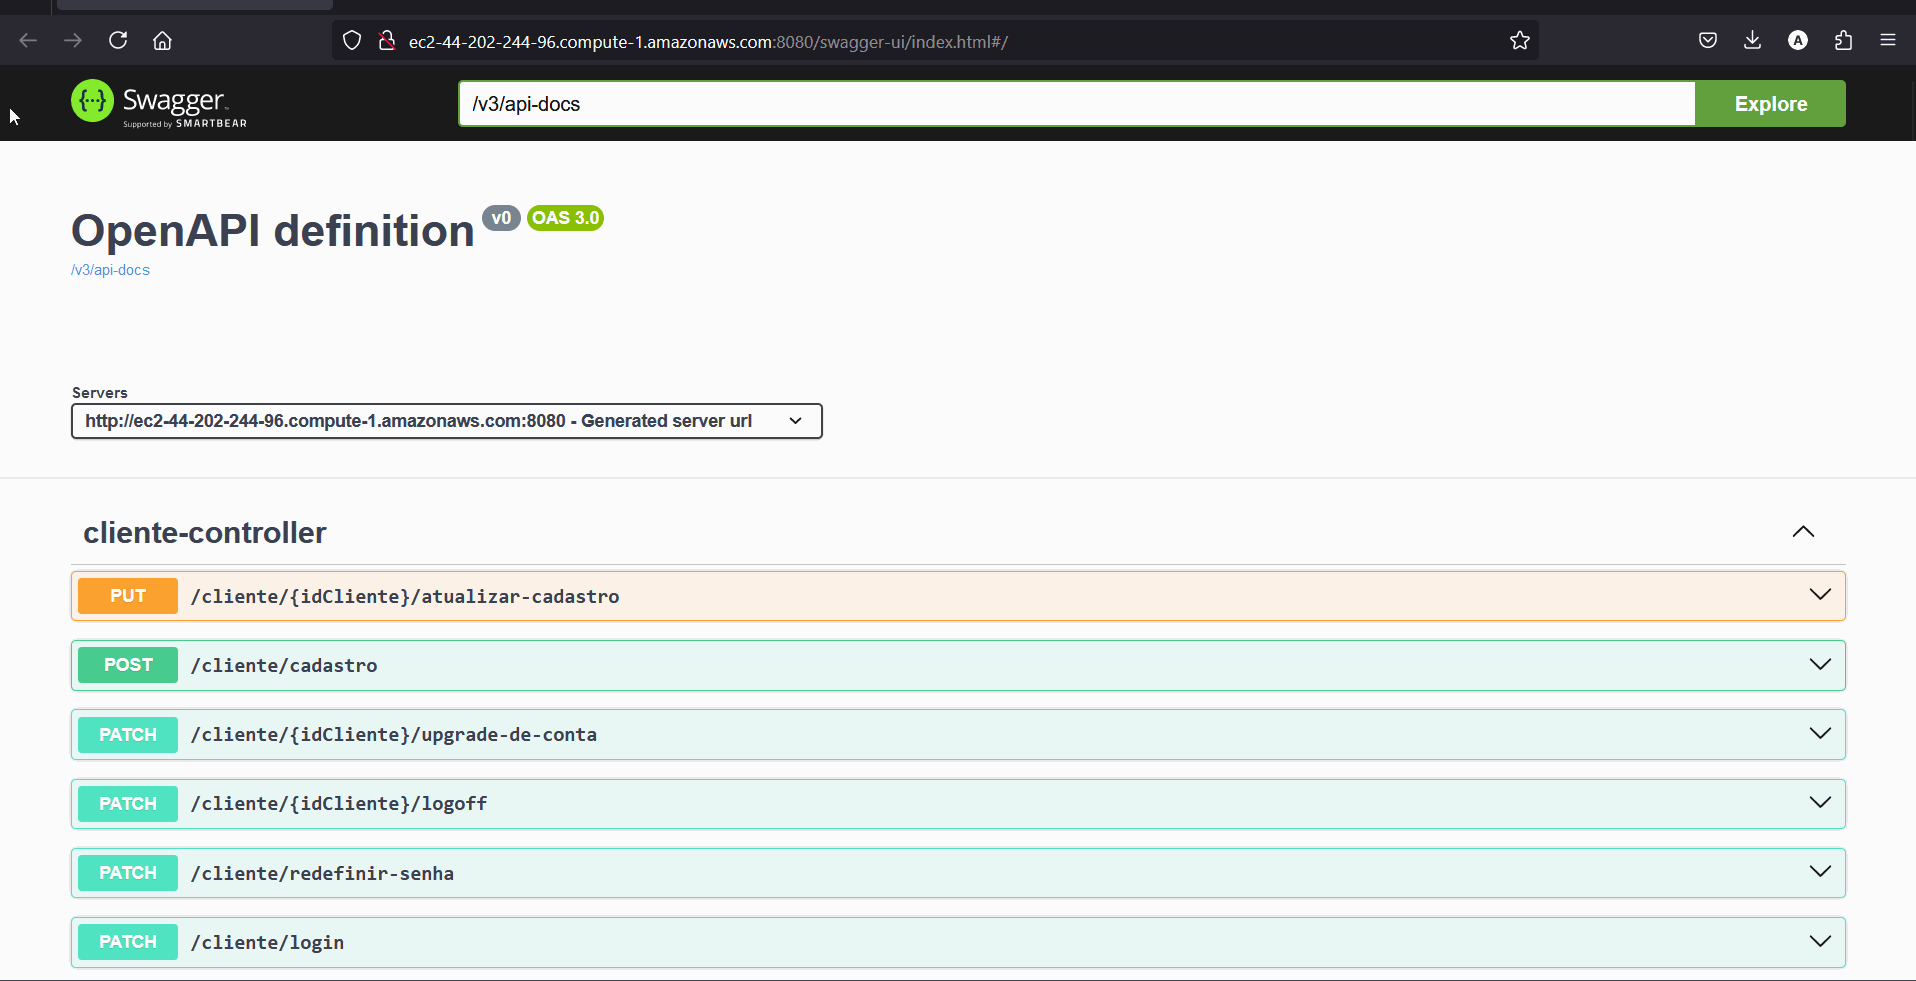 ec2-44-202-244-96.compute-1.amazonaws.com:8080/swagger-ui/index.html#/
A
{···} Swagger™
Supported by SMARTBEAR
/v3/api-docs
Explore
OpenAPI definition v0 OAS 3.0
/v3/api-docs
Servers
http://ec2-44-202-244-96.compute-1.amazonaws.com:8080 - Generated server url
cliente-controller
PUT /cliente/{idCliente}/atualizar-cadastro
POST /cliente/cadastro
PATCH /cliente/{idCliente}/upgrade-de-conta
PATCH /cliente/{idCliente}/logoff
PATCH /cliente/redefinir-senha
PATCH /cliente/login